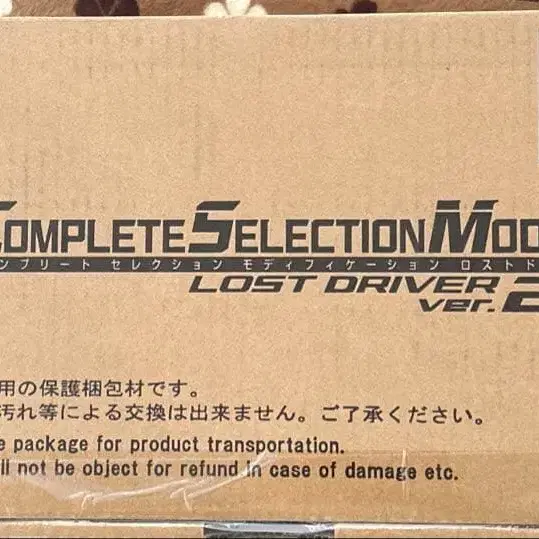 COMPLETE SELECTION MOD
ンプリート セレクション モディフィケーション ロストド
LOST DRIVER
ver. 2
用の保護梱包材です。
汚れ等による交換は出来ません。ご了承ください。
e package for product transportation.
ll not be object for refund in case of damage etc.